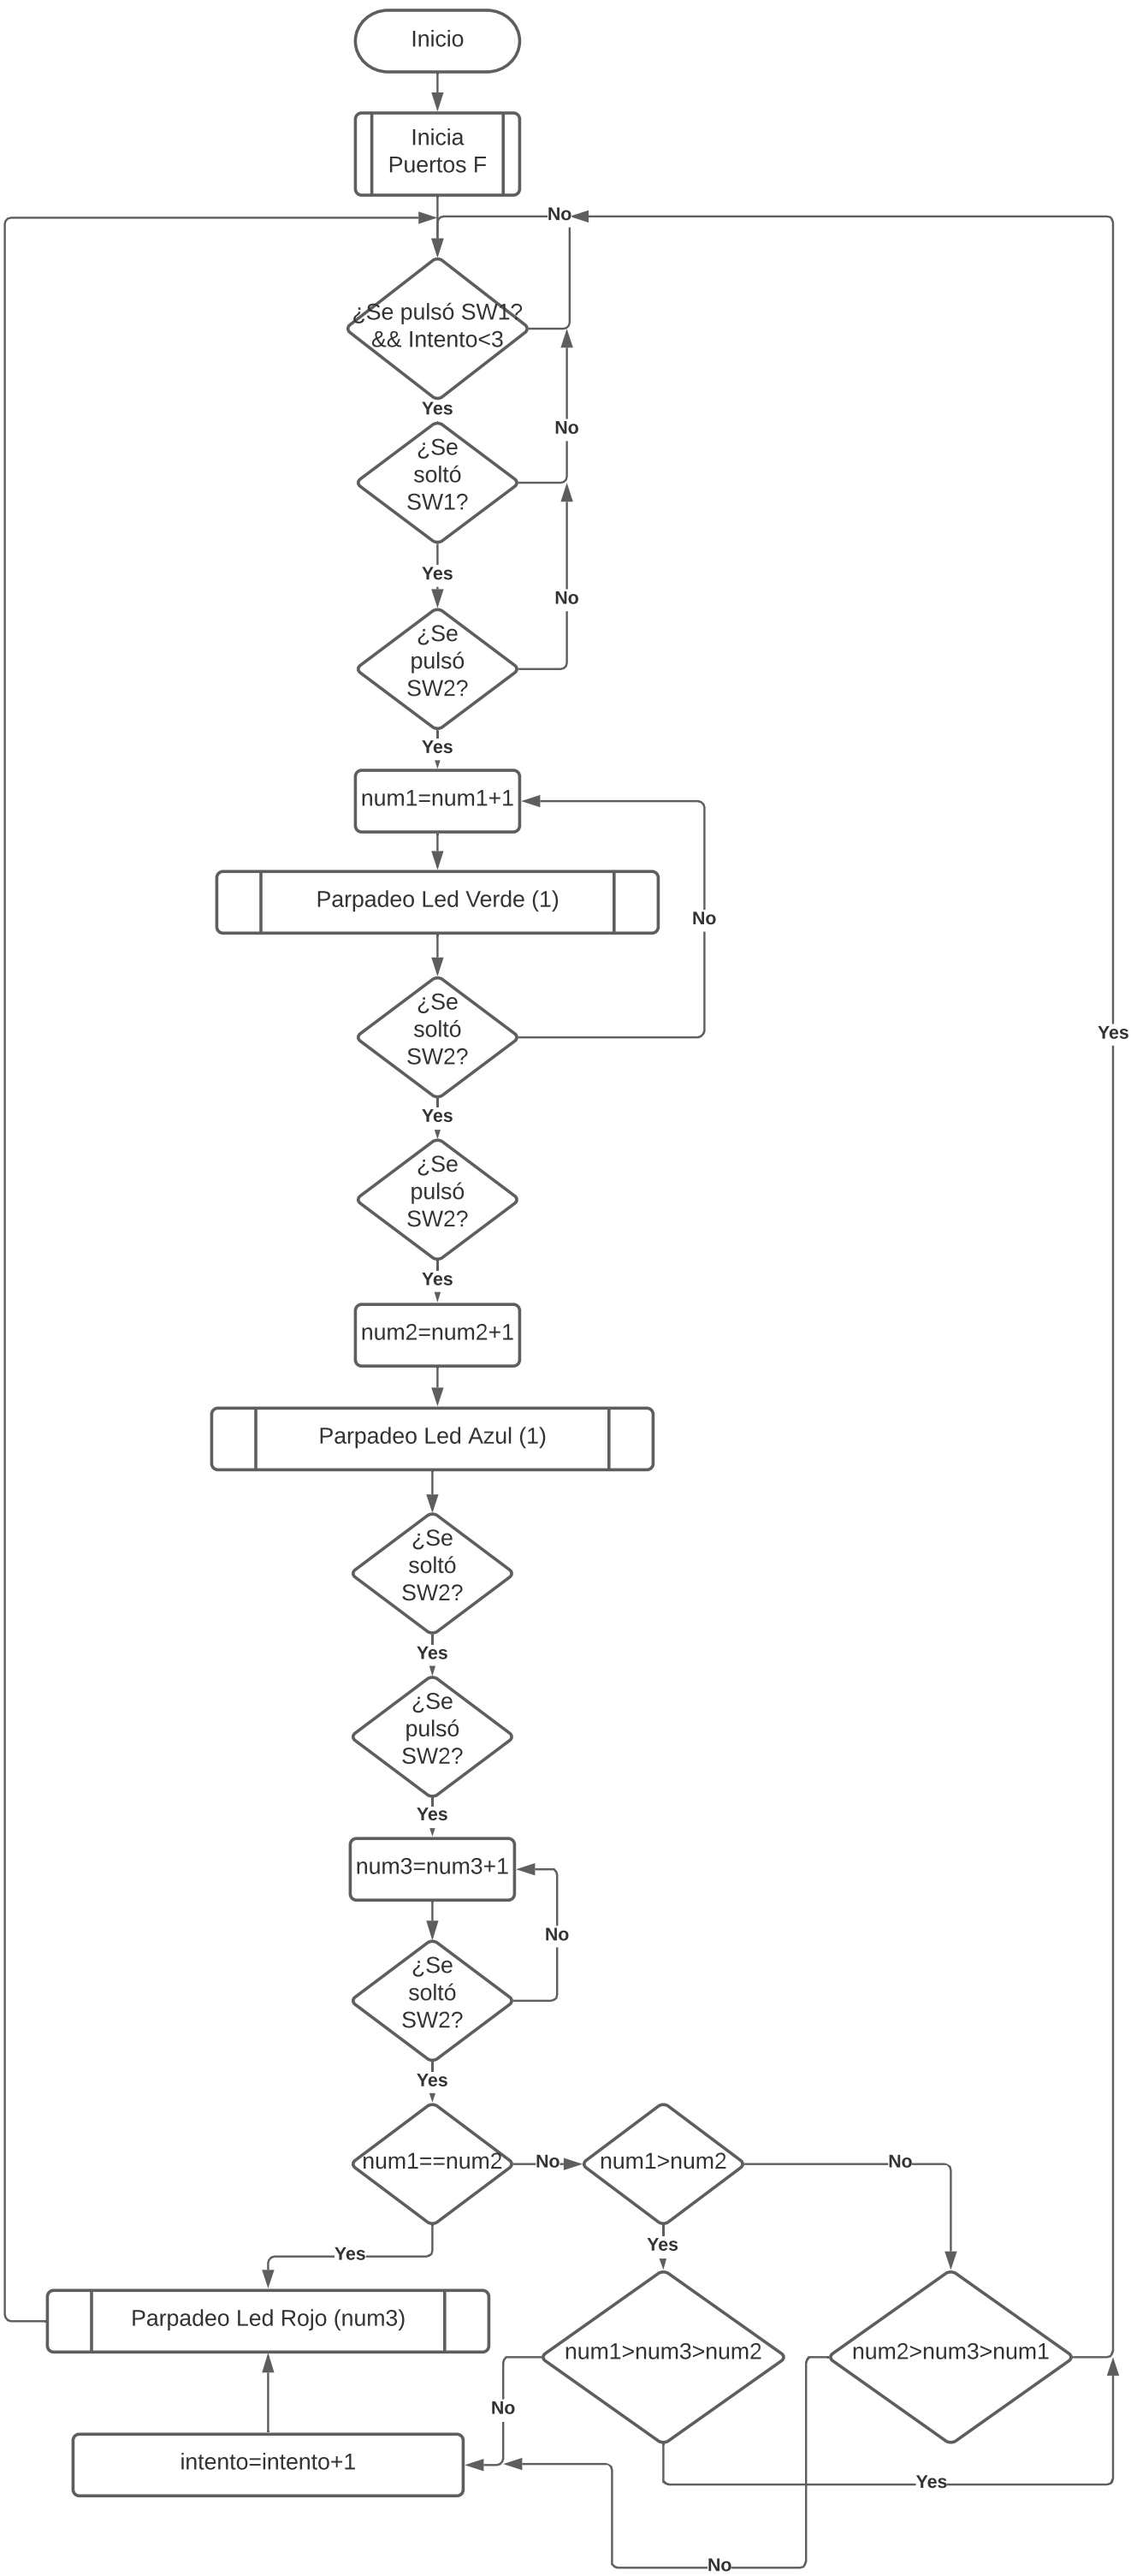 Inicio
Inicia
Puertos F
No
¿Se pulsó SW1?
&& Intento<3
Yes
No
¿Se
soltó
SW1?
Yes
No
¿Se
pulsó
SW2?
Yes
num1=num1+1
Parpadeo Led Verde (1)
No
¿Se
soltó
SW2?
Yes
Yes
¿Se
pulsó
SW2?
Yes
num2=num2+1
Parpadeo Led Azul (1)
¿Se
soltó
SW2?
Yes
¿Se
pulsó
SW2?
Yes
num3=num3+1
No
¿Se
soltó
SW2?
Yes
num1==num2
No
num1>num2
No
Yes
Yes
Parpadeo Led Rojo (num3)
num1>num3>num2
num2>num3>num1
No
intento=intento+1
Yes
No